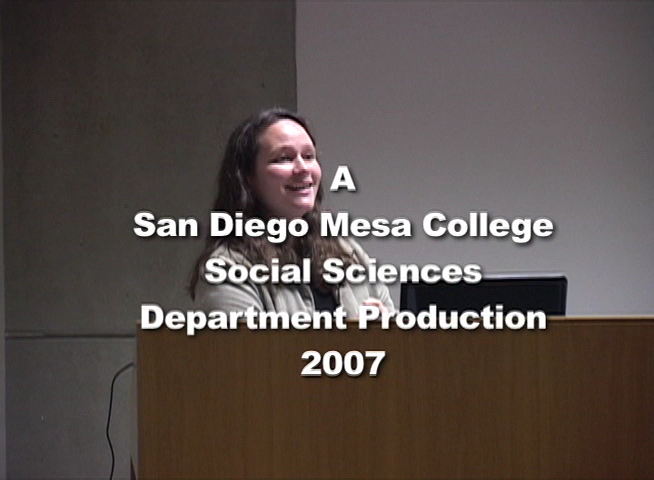 A
San Diego Mesa College
Social Sciences
Department Production
2007